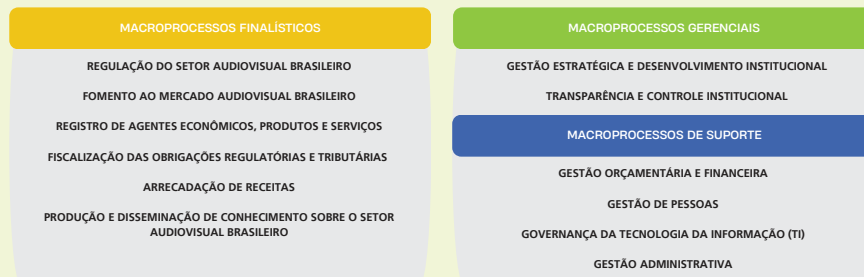 MACROPROCESSOS FINALÍSTICOS
REGULAÇÃO DO SETOR AUDIOVISUAL BRASILEIRO
FOMENTO AO MERCADO AUDIOVISUAL BRASILEIRO
REGISTRO DE AGENTES ECONÔMICOS, PRODUTOS E SERVIÇOS
FISCALIZAÇÃO DAS OBRIGAÇÕES REGULATÓRIAS E TRIBUTÁRIAS
ARRECADAÇÃO DE RECEITAS
PRODUÇÃO E DISSEMINAÇÃO DE CONHECIMENTO SOBRE O SETOR
AUDIOVISUAL BRASILEIRO
MACROPROCESSOS GERENCIAIS
GESTÃO ESTRATÉGICA E DESENVOLVIMENTO INSTITUCIONAL
TRANSPARÊNCIA E CONTROLE INSTITUCIONAL
MACROPROCESSOS DE SUPORTE
GESTÃO ORÇAMENTÁRIA E FINANCEIRA
GESTÃO DE PESSOAS
GOVERNANÇA DA TECNOLOGIA DA INFORMAÇÃO (TI)
GESTÃO ADMINISTRATIVA